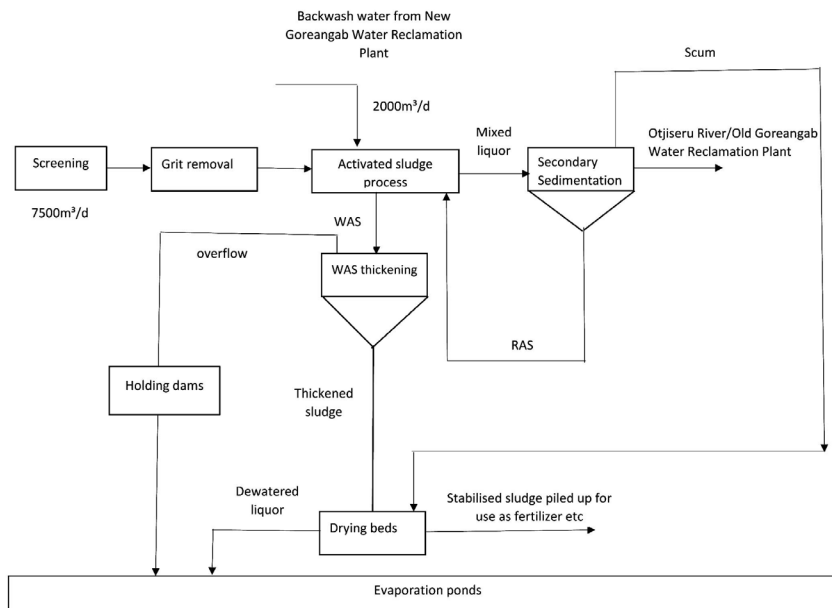 Backwash water from New
Goreangab Water Reclamation
Plant
Scum
2000m³/d
Mixed
liquor
Otjiseru River/Old Goreangab
Water Reclamation Plant
Screening
Grit removal
Activated sludge
process
Secondary
Sedimentation
7500m³/d
WAS
overflow
WAS thickening
RAS
Holding dams
Thickened
sludge
Dewatered
liquor
Stabilised sludge piled up for
use as fertilizer etc
Drying beds
Evaporation ponds